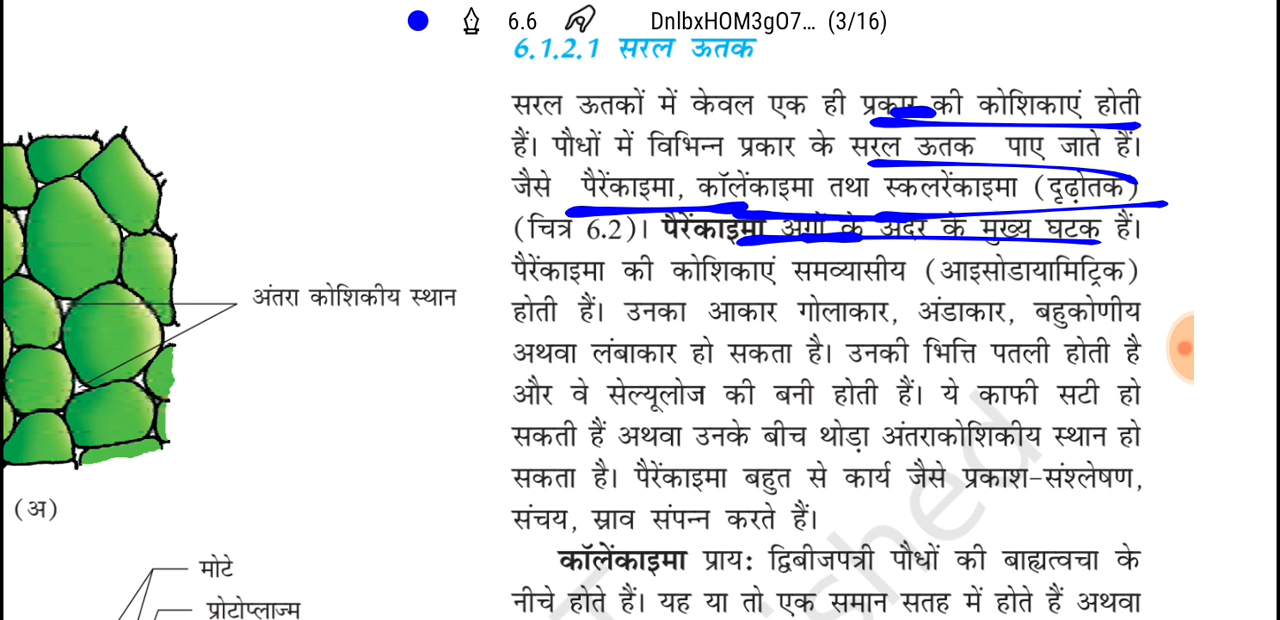 6.6 DnlbxHOM3gO7... (3/16)
6.1.2.1 सरल ऊतक
सरल ऊतकों में केवल एक ही प्रकार की कोशिकाएं होती
हैं। पौधों में विभिन्न प्रकार के सरल ऊतक पाए जाते हैं।
जैसे पैरेंकाइमा, कॉलेंकाइमा तथा स्कलरेंकाइमा (दृढ़ोतक)
(चित्र 6.2)। पैरेंकाइमा अंगों के अंदर के मुख्य घटक हैं।
पैरेंकाइमा की कोशिकाएं समव्यासीय (आइसोडायामिट्रिक)
होती हैं। उनका आकार गोलाकार, अंडाकार, बहुकोणीय
अथवा लंबाकार हो सकता है। उनकी भित्ति पतली होती है
और वे सेल्यूलोज की बनी होती हैं। ये काफी सटी हो
सकती हैं अथवा उनके बीच थोड़ा अंतराकोशिकीय स्थान हो
सकता है। पैरेंकाइमा बहुत से कार्य जैसे प्रकाश-संश्लेषण,
संचय, स्राव संपन्न करते हैं।
कॉलेंकाइमा प्राय: द्विबीजपत्री पौधों की बाह्यत्वचा के
नीचे होते हैं। यह या तो एक समान सतह में होते हैं अथवा
अंतरा कोशिकीय स्थान
(अ)
मोटे
प्रोटोप्लाज्म